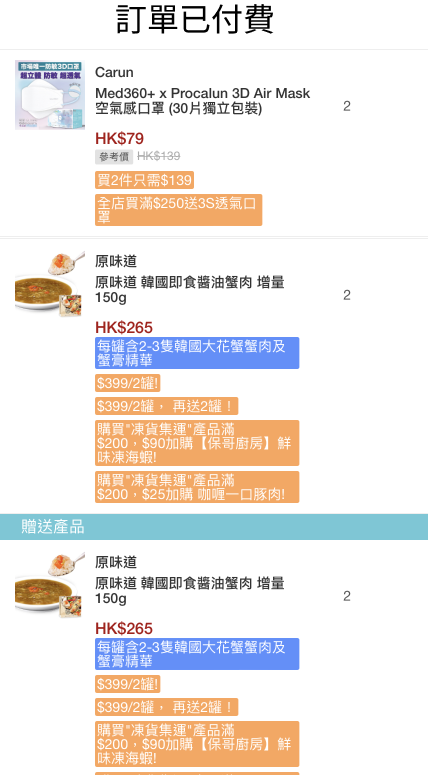 訂單已付費
市場唯一防敏3D口罩
超立體 防敏 超透氣
Carun
Med360+ x Procalun 3D Air Mask
空氣感口罩 (30片獨立包裝)
2
HK$79
參考價 HK$139
買2件只需$139
全店買滿$250送3S透氣口
罩
原味道
原味道 韓國即食醬油蟹肉 增量
150g
2
HK$265
每罐含2-3隻韓國大花蟹蟹肉及
蟹膏精華
$399/2罐!
$399/2罐， 再送2罐！
購買"凍貨集運"產品滿
$200，$90加購【保哥廚房】鮮
味凍海蝦!
購買"凍貨集運"產品滿
$200，$25加購 咖喱一口豚肉!
贈送產品
原味道
原味道 韓國即食醬油蟹肉 增量
150g
2
HK$265
每罐含2-3隻韓國大花蟹蟹肉及
蟹膏精華
$399/2罐!
$399/2罐， 再送2罐！
購買"凍貨集運"產品滿
$200，$90加購【保哥廚房】鮮
味凍海蝦!